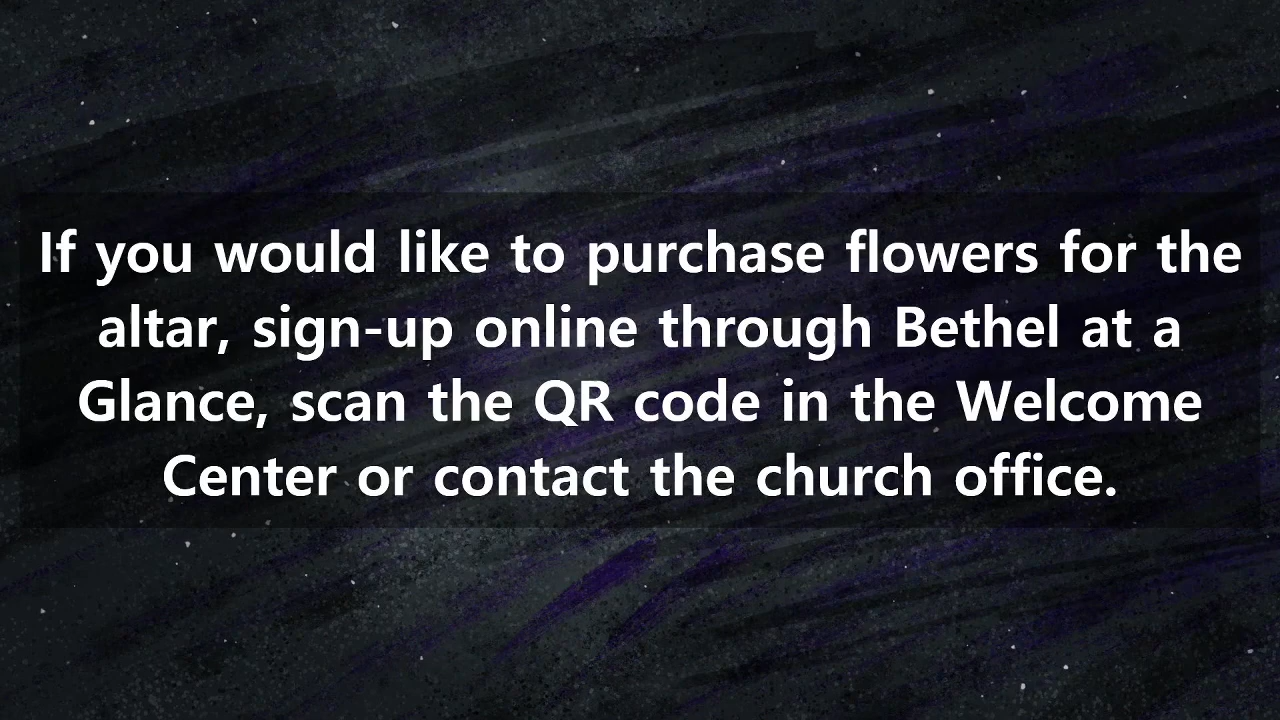 If you would like to purchase flowers for the
altar, sign-up online through Bethel at a
Glance, scan the QR code in the Welcome
Center or contact the church office.